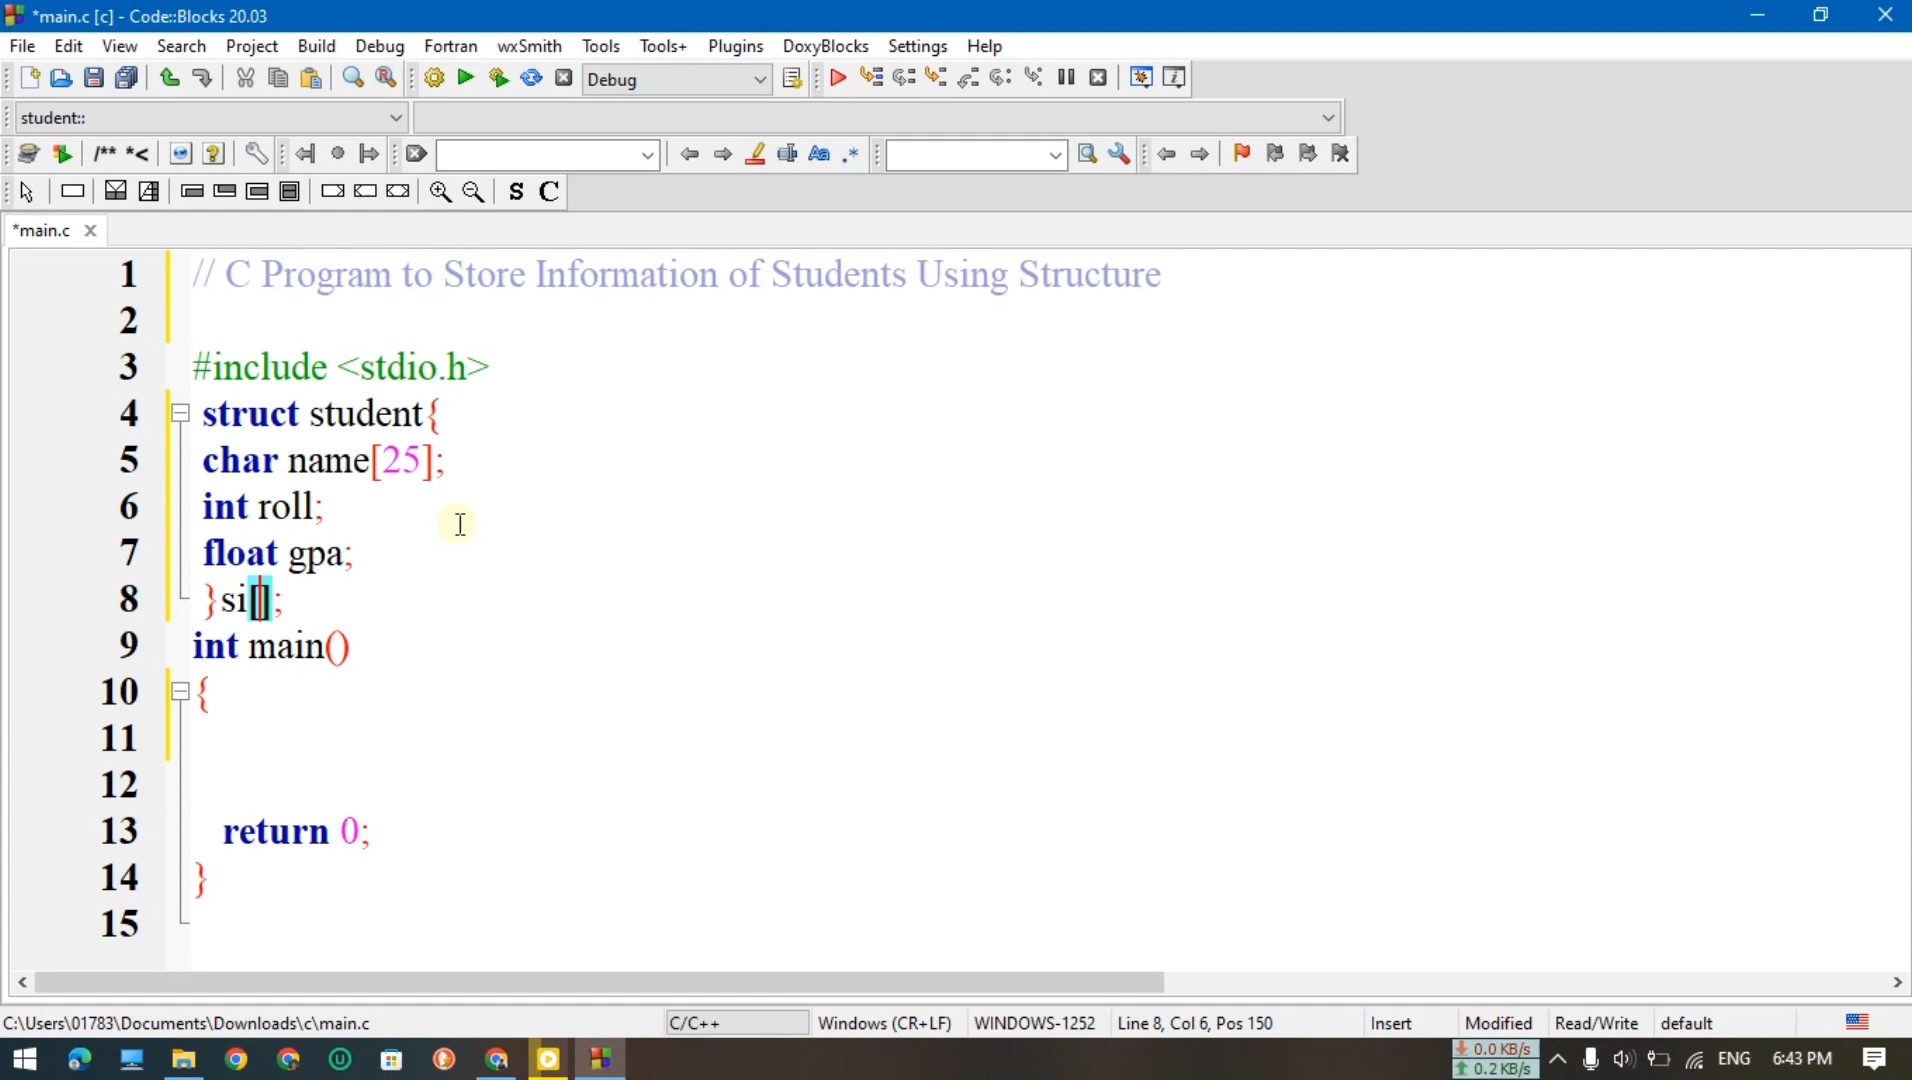 *main.c [c] - Code::Blocks 20.03
File Edit View Search Project Build Debug Fortran wxSmith Tools Tools+ Plugins DoxyBlocks Settings Help
Debug
student::
/** *<
Aa .*
S C
*main.c
1 // C Program to Store Information of Students Using Structure
2
3 #include <stdio.h>
4 struct student{
5 char name[25];
6 int roll;
7 float gpa;
8 }si[];
9 int main()
10 {
11
12
13 return 0;
14 }
15
C:\Users\01783\Documents\Downloads\c\main.c C/C++ Windows (CR+LF) WINDOWS-1252 Line 8, Col 6, Pos 150 Insert Modified Read/Write default
0.0 KB/s
0.2 KB/s
ENG 6:43 PM